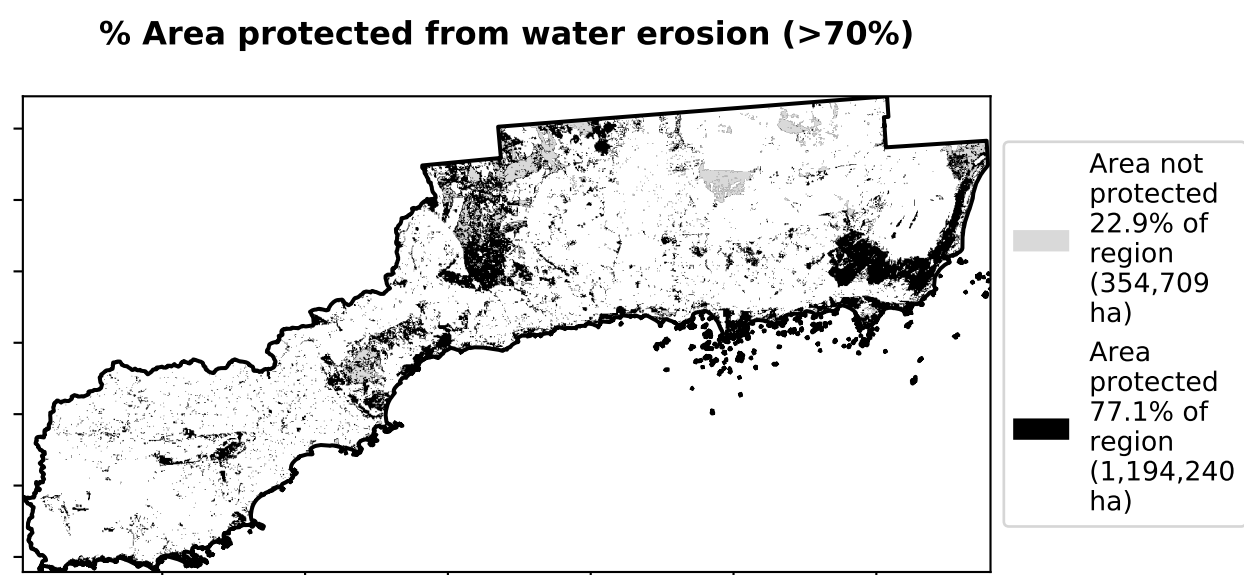 % Area protected from water erosion (>70%)
Area not
protected
22.9% of
region
(354,709
ha)
Area
protected
77.1% of
region
(1,194,240
ha)